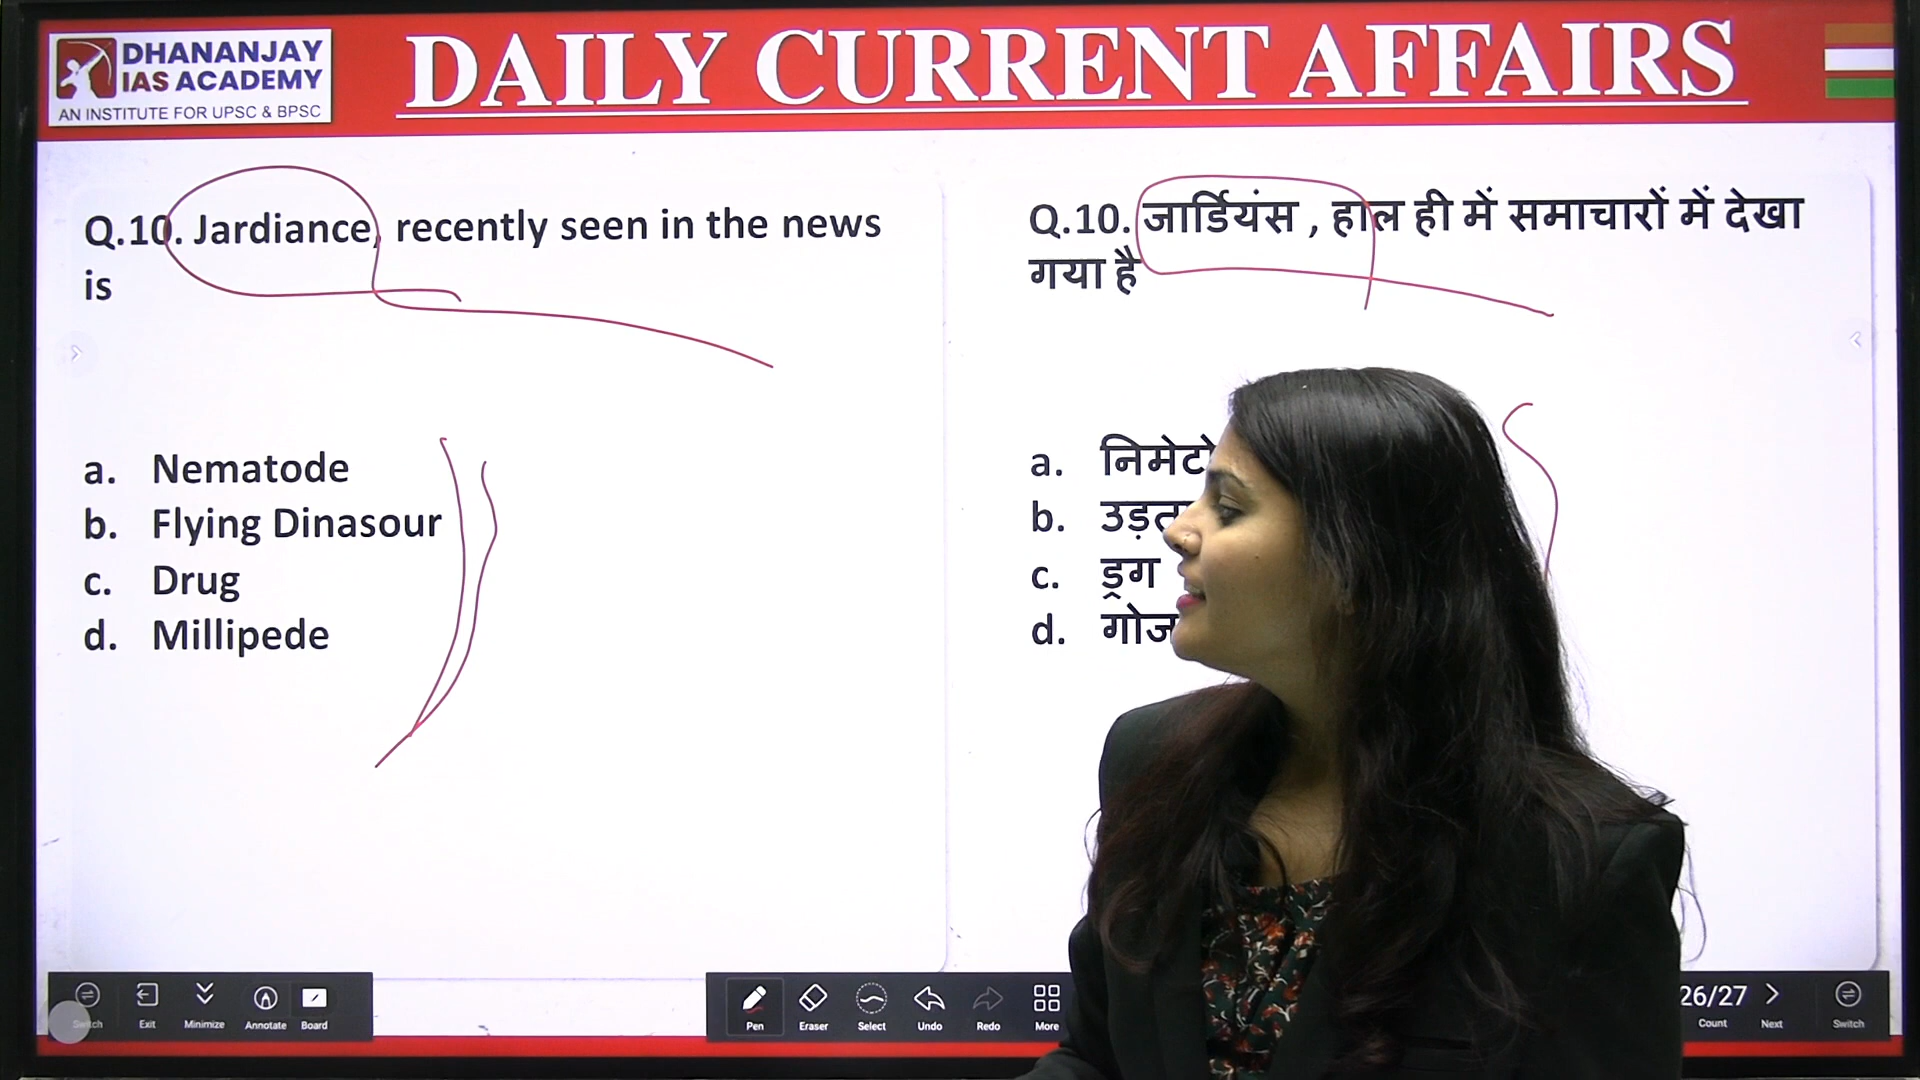 DHANANJAY
IAS ACADEMY
AN INSTITUTE FOR UPSC & BPSC
DAILY CURRENT AFFAIRS
Q.10. Jardiance, recently seen in the news
is
a. Nematode
b. Flying Dinasour
c. Drug
d. Millipede
Q.10. जार्डियंस , हाल ही में समाचारों में देखा
गया है
a.
b.
c. ड्रग
d.
Switch Exit Minimize Annotate Board
Pen Eraser Select Undo Redo More
26/27
Count Next Switch